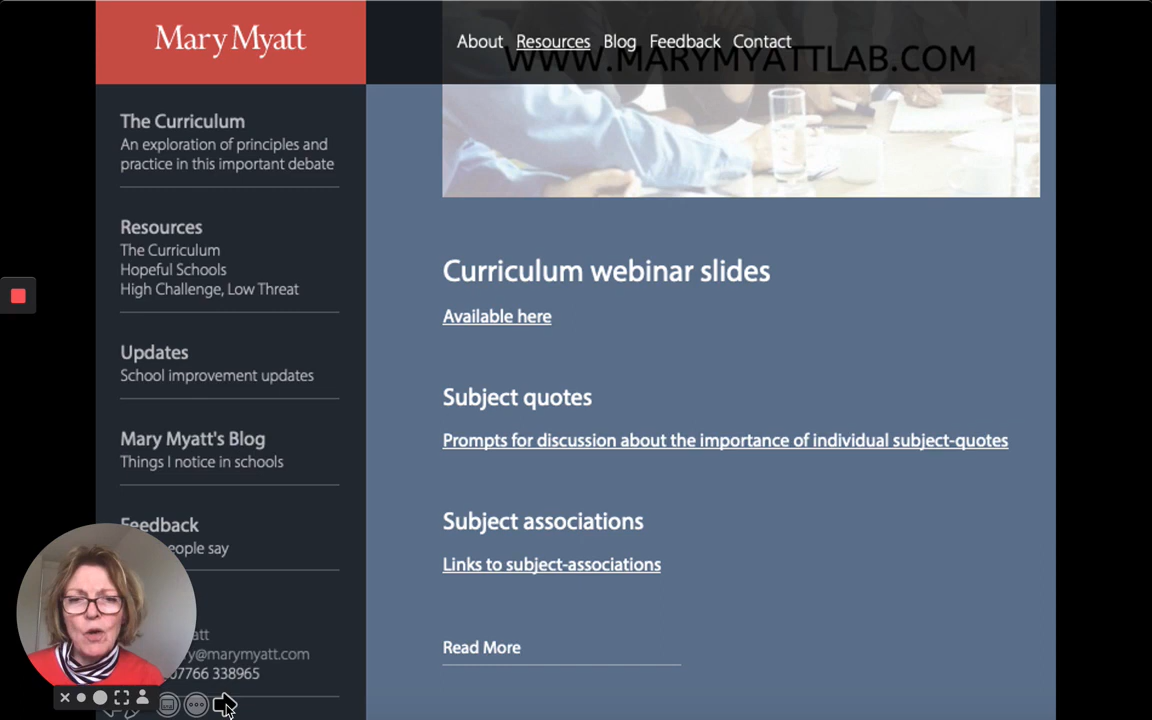 Mary Myatt
About Resources Blog Feedback Contact
WWW.MARYMYATTLAB.COM
The Curriculum
An exploration of principles and
practice in this important debate
Resources
The Curriculum
Hopeful Schools
High Challenge, Low Threat
Updates
School improvement updates
Mary Myatt's Blog
Things I notice in schools
Feedback
eople say
att
ry@marymyatt.com
07766 338965
Curriculum webinar slides
Available here
Subject quotes
Prompts for discussion about the importance of individual subject-quotes
Subject associations
Links to subject-associations
Read More